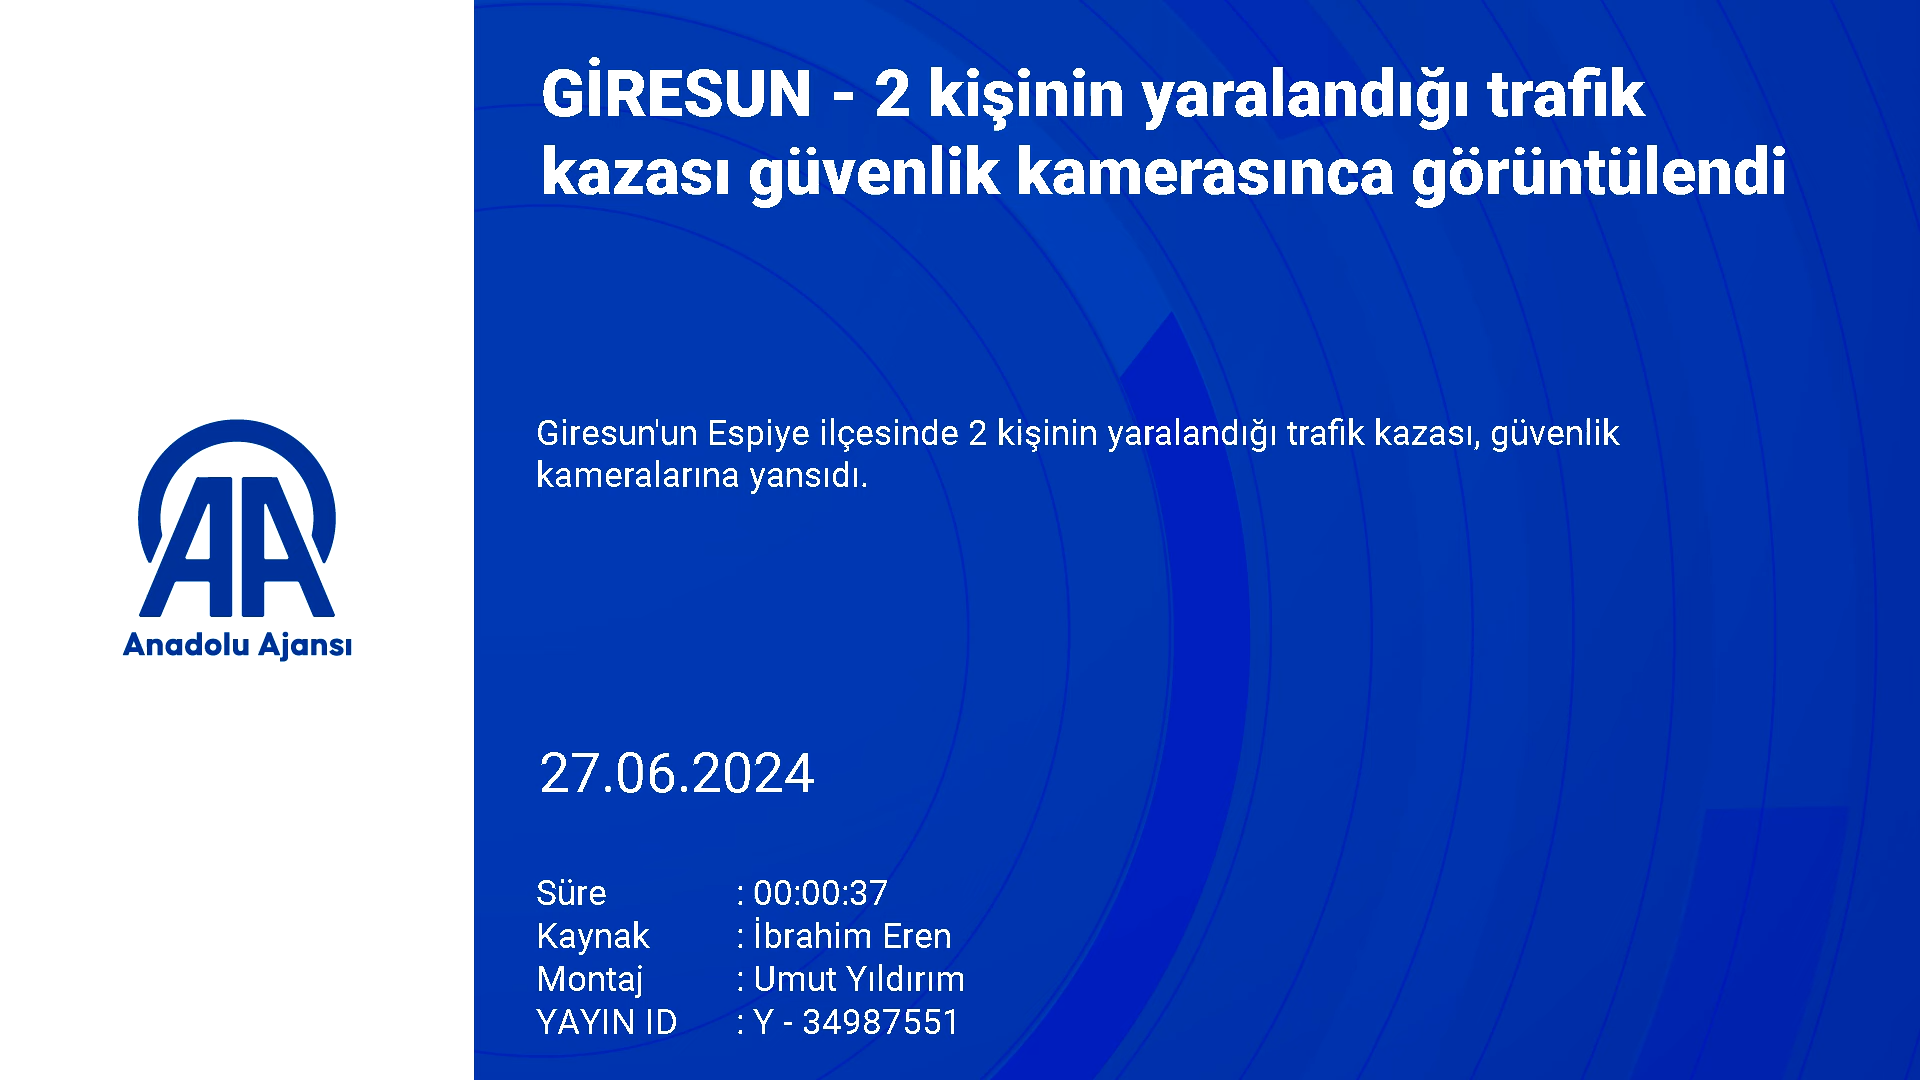 GİRESUN - 2 kişinin yaralandığı trafik
kazası güvenlik kamerasınca görüntülendi
Giresun'un Espiye ilçesinde 2 kişinin yaralandığı trafik kazası, güvenlik
kameralarına yansıdı.
AA
Anadolu Ajansı
27.06.2024
Süre : 00:00:37
Kaynak : İbrahim Eren
Montaj : Umut Yıldırım
YAYIN ID : Y - 34987551